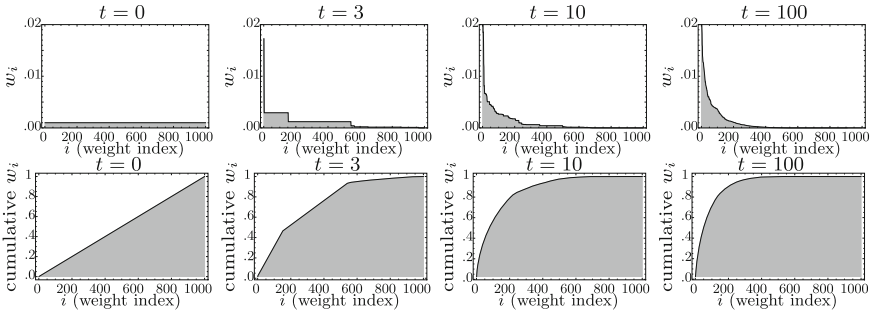 t = 0 t = 3 t = 10 t = 100
.02 .02 .02 .02
w_i w_i w_i w_i
.01 .01 .01 .01
.00 .00 .00 .00
0 200 400 600 800 1000 0 200 400 600 800 1000 0 200 400 600 800 1000 0 200 400 600 800 1000
i (weight index) i (weight index) i (weight index) i (weight index)
t = 0 t = 3 t = 10 t = 100
cumulative w_i cumulative w_i cumulative w_i cumulative w_i
1 1 1 1
.8 .8 .8 .8
.6 .6 .6 .6
.4 .4 .4 .4
.2 .2 .2 .2
0 0 0 0
0 200 400 600 800 1000 0 200 400 600 800 1000 0 200 400 600 800 1000 0 200 400 600 800 1000
i (weight index) i (weight index) i (weight index) i (weight index)